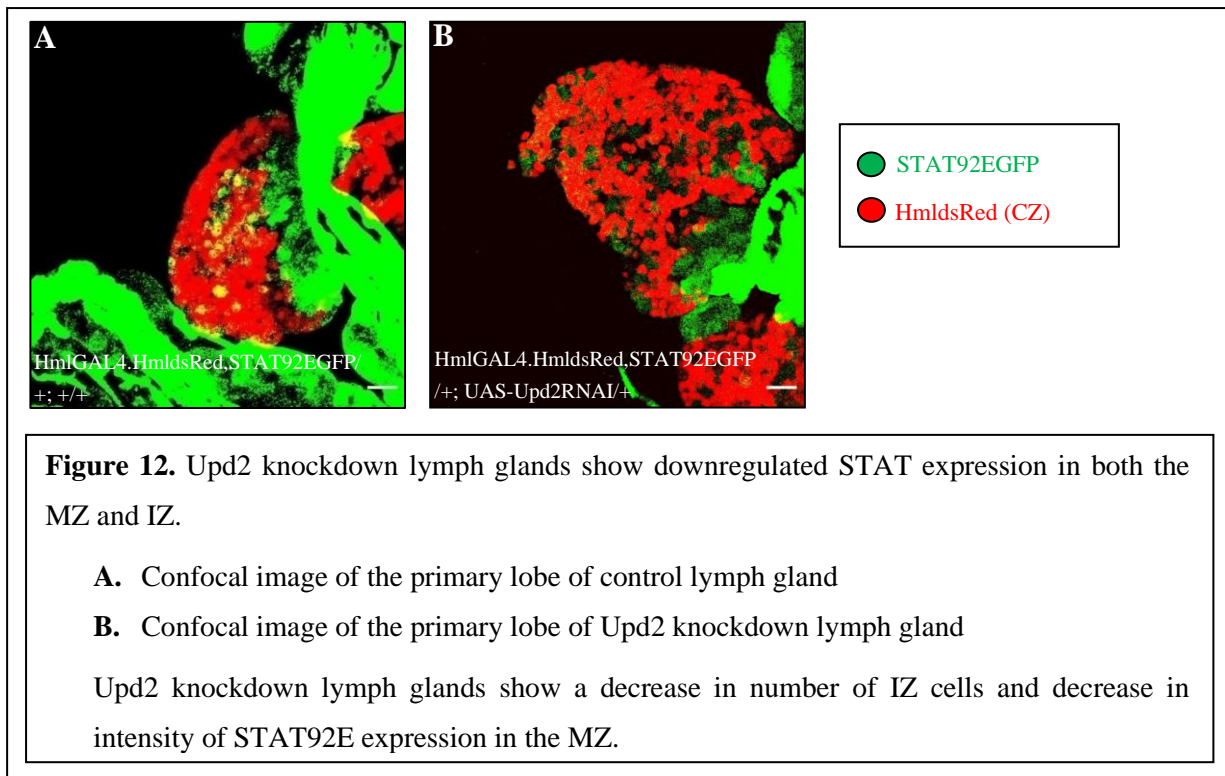 A
B
HmlGAL4.HmldsRed,STAT92EGFP/
+; +/+
HmlGAL4.HmldsRed,STAT92EGFP
/+; UAS-Upd2RNAI/+
STAT92EGFP
HmldsRed (CZ)
Figure 12. Upd2 knockdown lymph glands show downregulated STAT expression in both the
MZ and IZ.
A. Confocal image of the primary lobe of control lymph gland
B. Confocal image of the primary lobe of Upd2 knockdown lymph gland
Upd2 knockdown lymph glands show a decrease in number of IZ cells and decrease in
intensity of STAT92E expression in the MZ.